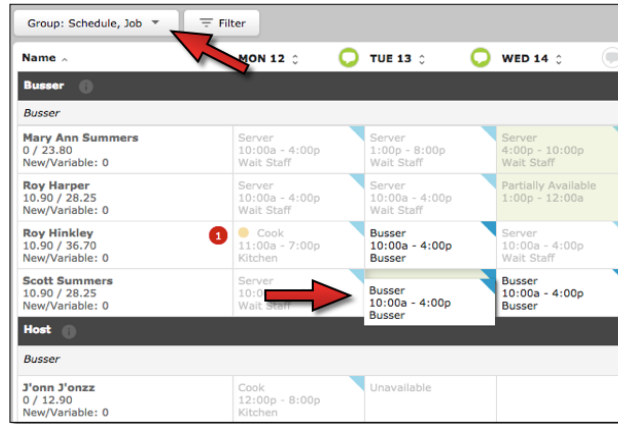 Group: Schedule, Job Filter
Name MON 12 TUE 13 WED 14
Busser
Busser
Mary Ann Summers
0 / 23.80
New/Variable: 0
Server
10:00a - 4:00p
Wait Staff
Server
1:00p - 8:00p
Wait Staff
Server
4:00p - 10:00p
Wait Staff
Roy Harper
10.90 / 28.25
New/Variable: 0
Server
10:00a - 4:00p
Wait Staff
Server
10:00a - 4:00p
Wait Staff
Partially Available
1:00p - 12:00a
Roy Hinkley
10.90 / 36.70
New/Variable: 0
1
Cook
11:00a - 7:00p
Kitchen
Busser
10:00a - 4:00p
Busser
Server
10:00a - 4:00p
Wait Staff
Scott Summers
10.90 / 28.25
New/Variable: 0
Server
Wait Staff
Busser
10:00a - 4:00p
Busser
Busser
10:00a - 4:00p
Busser
Host
Busser
J'onn J'onzz
0 / 12.90
New/Variable: 0
Cook
12:00p - 8:00p
Kitchen
Unavailable